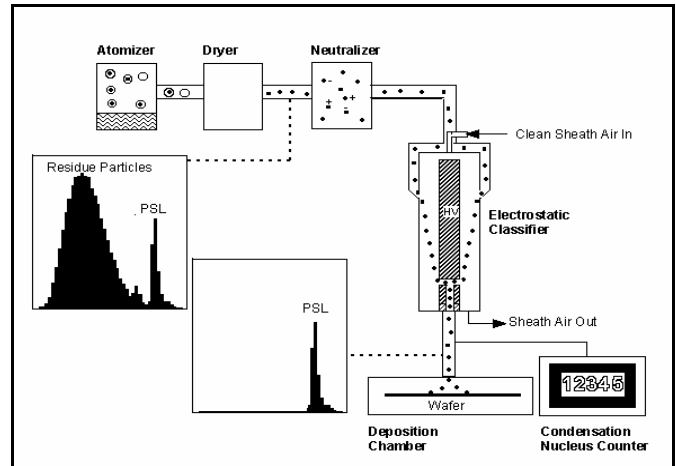 Atomizer
Dryer
Neutralizer
Clean Sheath Air In
Residue Particles
PSL
HV
Electrostatic
Classifier
PSL
Sheath Air Out
12345
Wafer
Deposition
Chamber
Condensation
Nucleus Counter